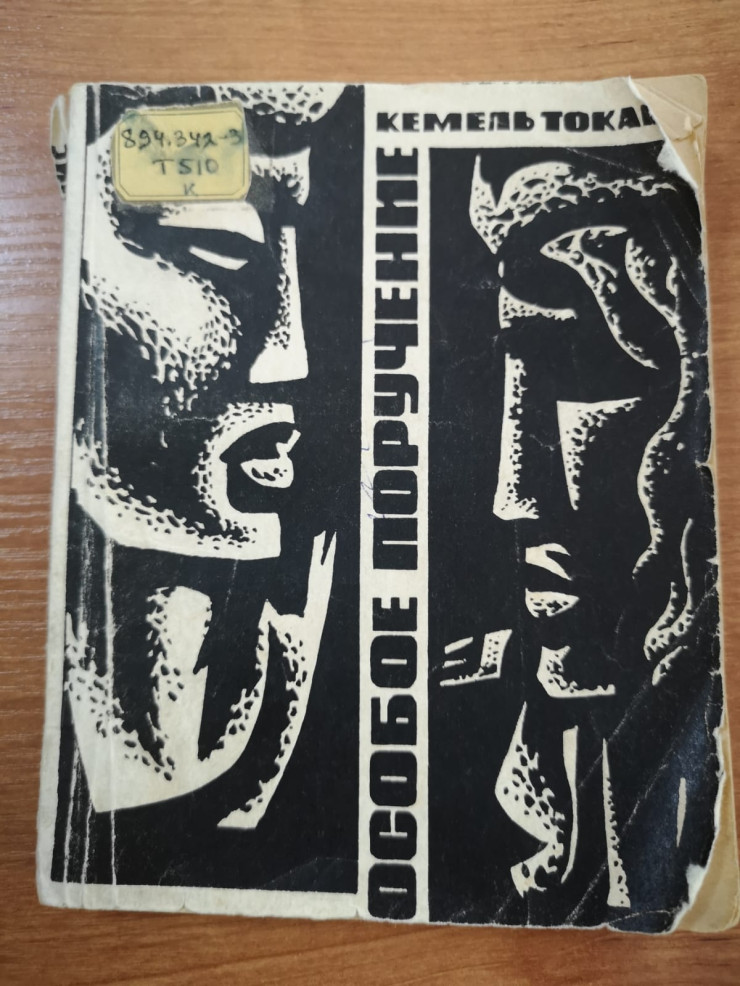 894.342-3
T510
К
КЕМЕЛЬ ТОКАЕ
ОСОБОЕ ПОРУЧЕНИЕ